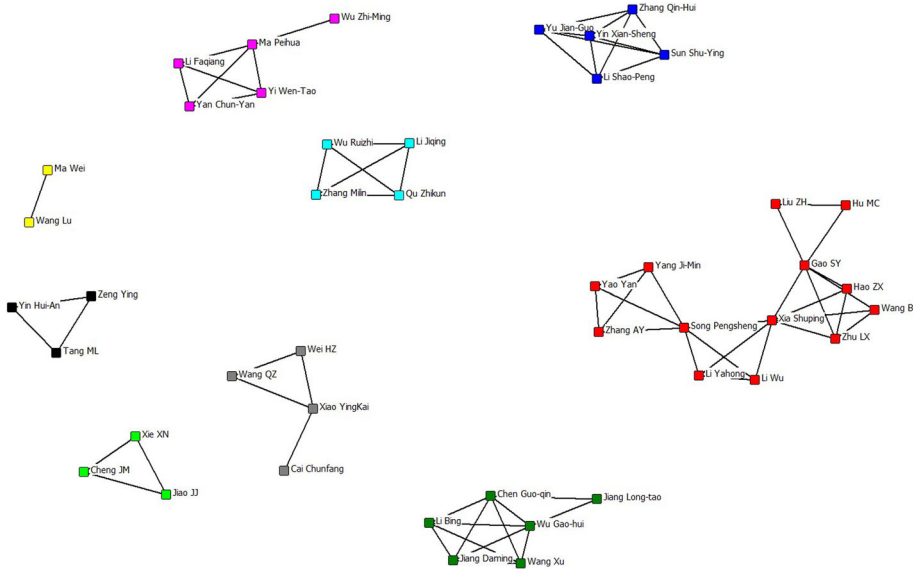 Zhang Qin-Hui
Wu Zhi-Ming
Yu Jian-Guo
Yin Xian-Sheng
Ma Peihua
Sun Shu-Ying
Li Faqiang
Li Shao-Peng
Yi Wen-Tao
Yan Chun-Yan
Wu Ruizhi
Li Jiqing
Ma Wei
Zhang Milin
Qu Zhikun
Liu ZH
Hu MC
Wang Lu
Gao SY
Yang Ji-Min
Yao Yan
Hao ZX
Zeng Ying
Yin Hui-An
Wang B
Xia Shuping
Song Pengsheng
Zhang AY
Zhu LX
Wei HZ
Tang ML
Wang QZ
Li Yahong
Li Wu
Xiao YingKai
Xie XN
Cheng JM
Cai Chunfang
Jiao JJ
Chen Guo-qin
Jiang Long-tao
Li Bing
Wu Gao-hui
Jiang Daming
Wang Xu